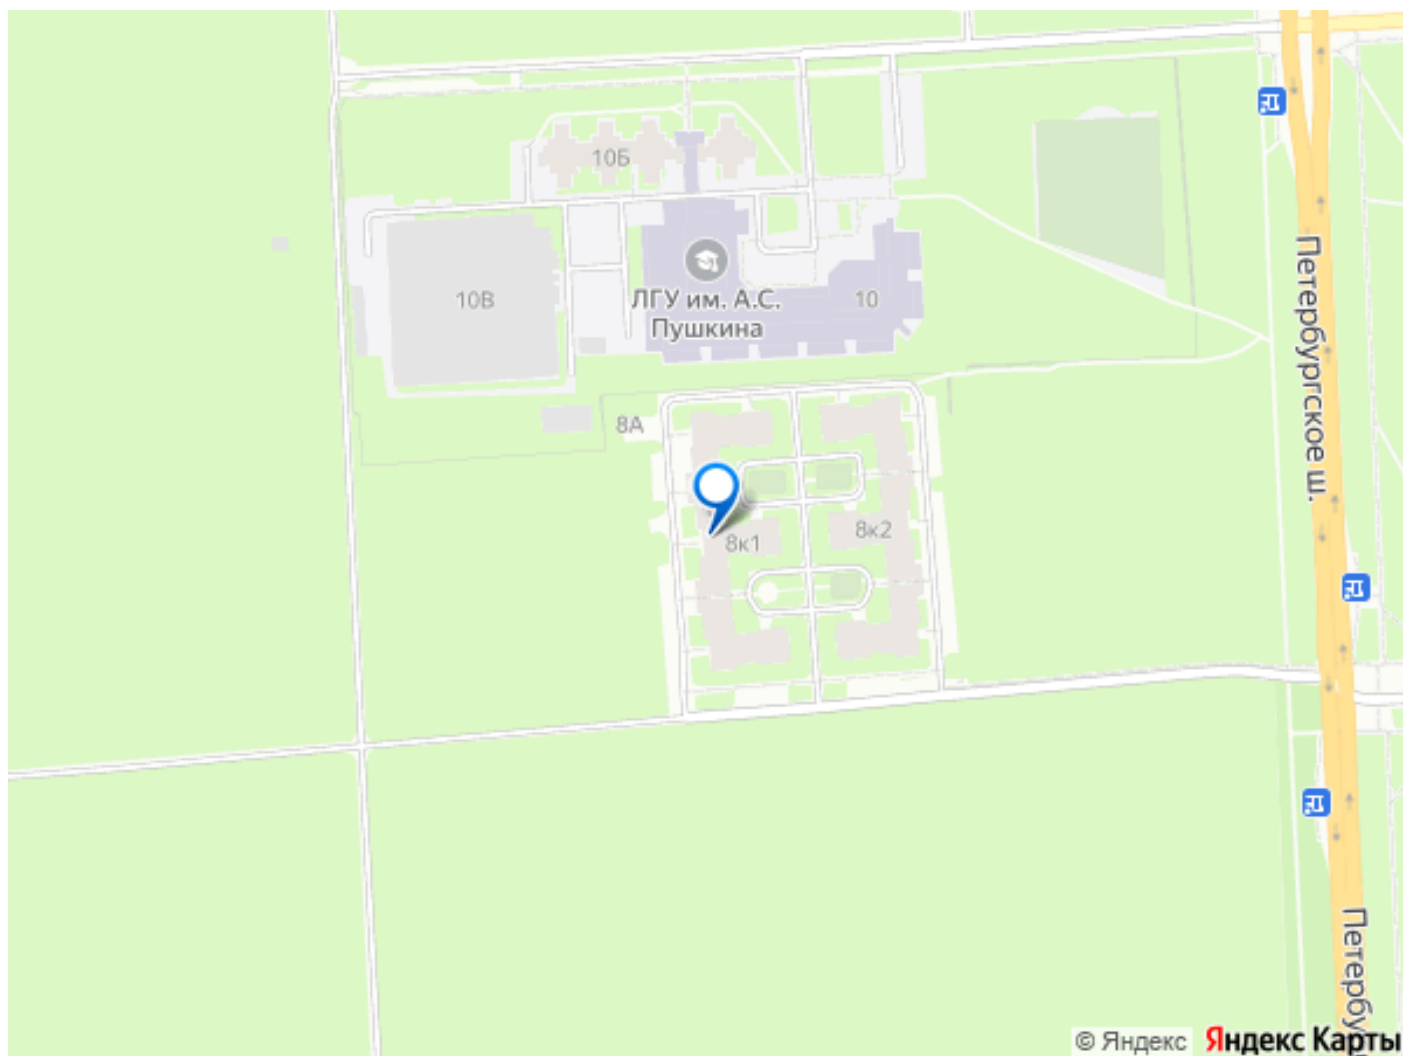 10Б
Петербургское ш.
10В
ЛГУ им. А.С.
Пушкина
10
8А
8к1
8к2
Петербу
© Яндекс Яндекс Карты